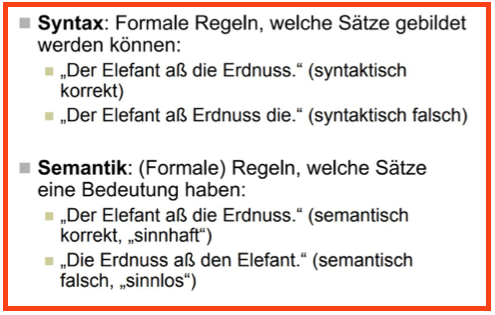 Syntax: Formale Regeln, welche Sätze gebildet
werden können:
„Der Elefant aß die Erdnuss.“ (syntaktisch
korrekt)
„Der Elefant aß Erdnuss die.“ (syntaktisch falsch)
Semantik: (Formale) Regeln, welche Sätze
eine Bedeutung haben:
„Der Elefant aß die Erdnuss.“ (semantisch
korrekt, „sinnhaft“)
„Die Erdnuss aß den Elefant.“ (semantisch
falsch, „sinnlos“)